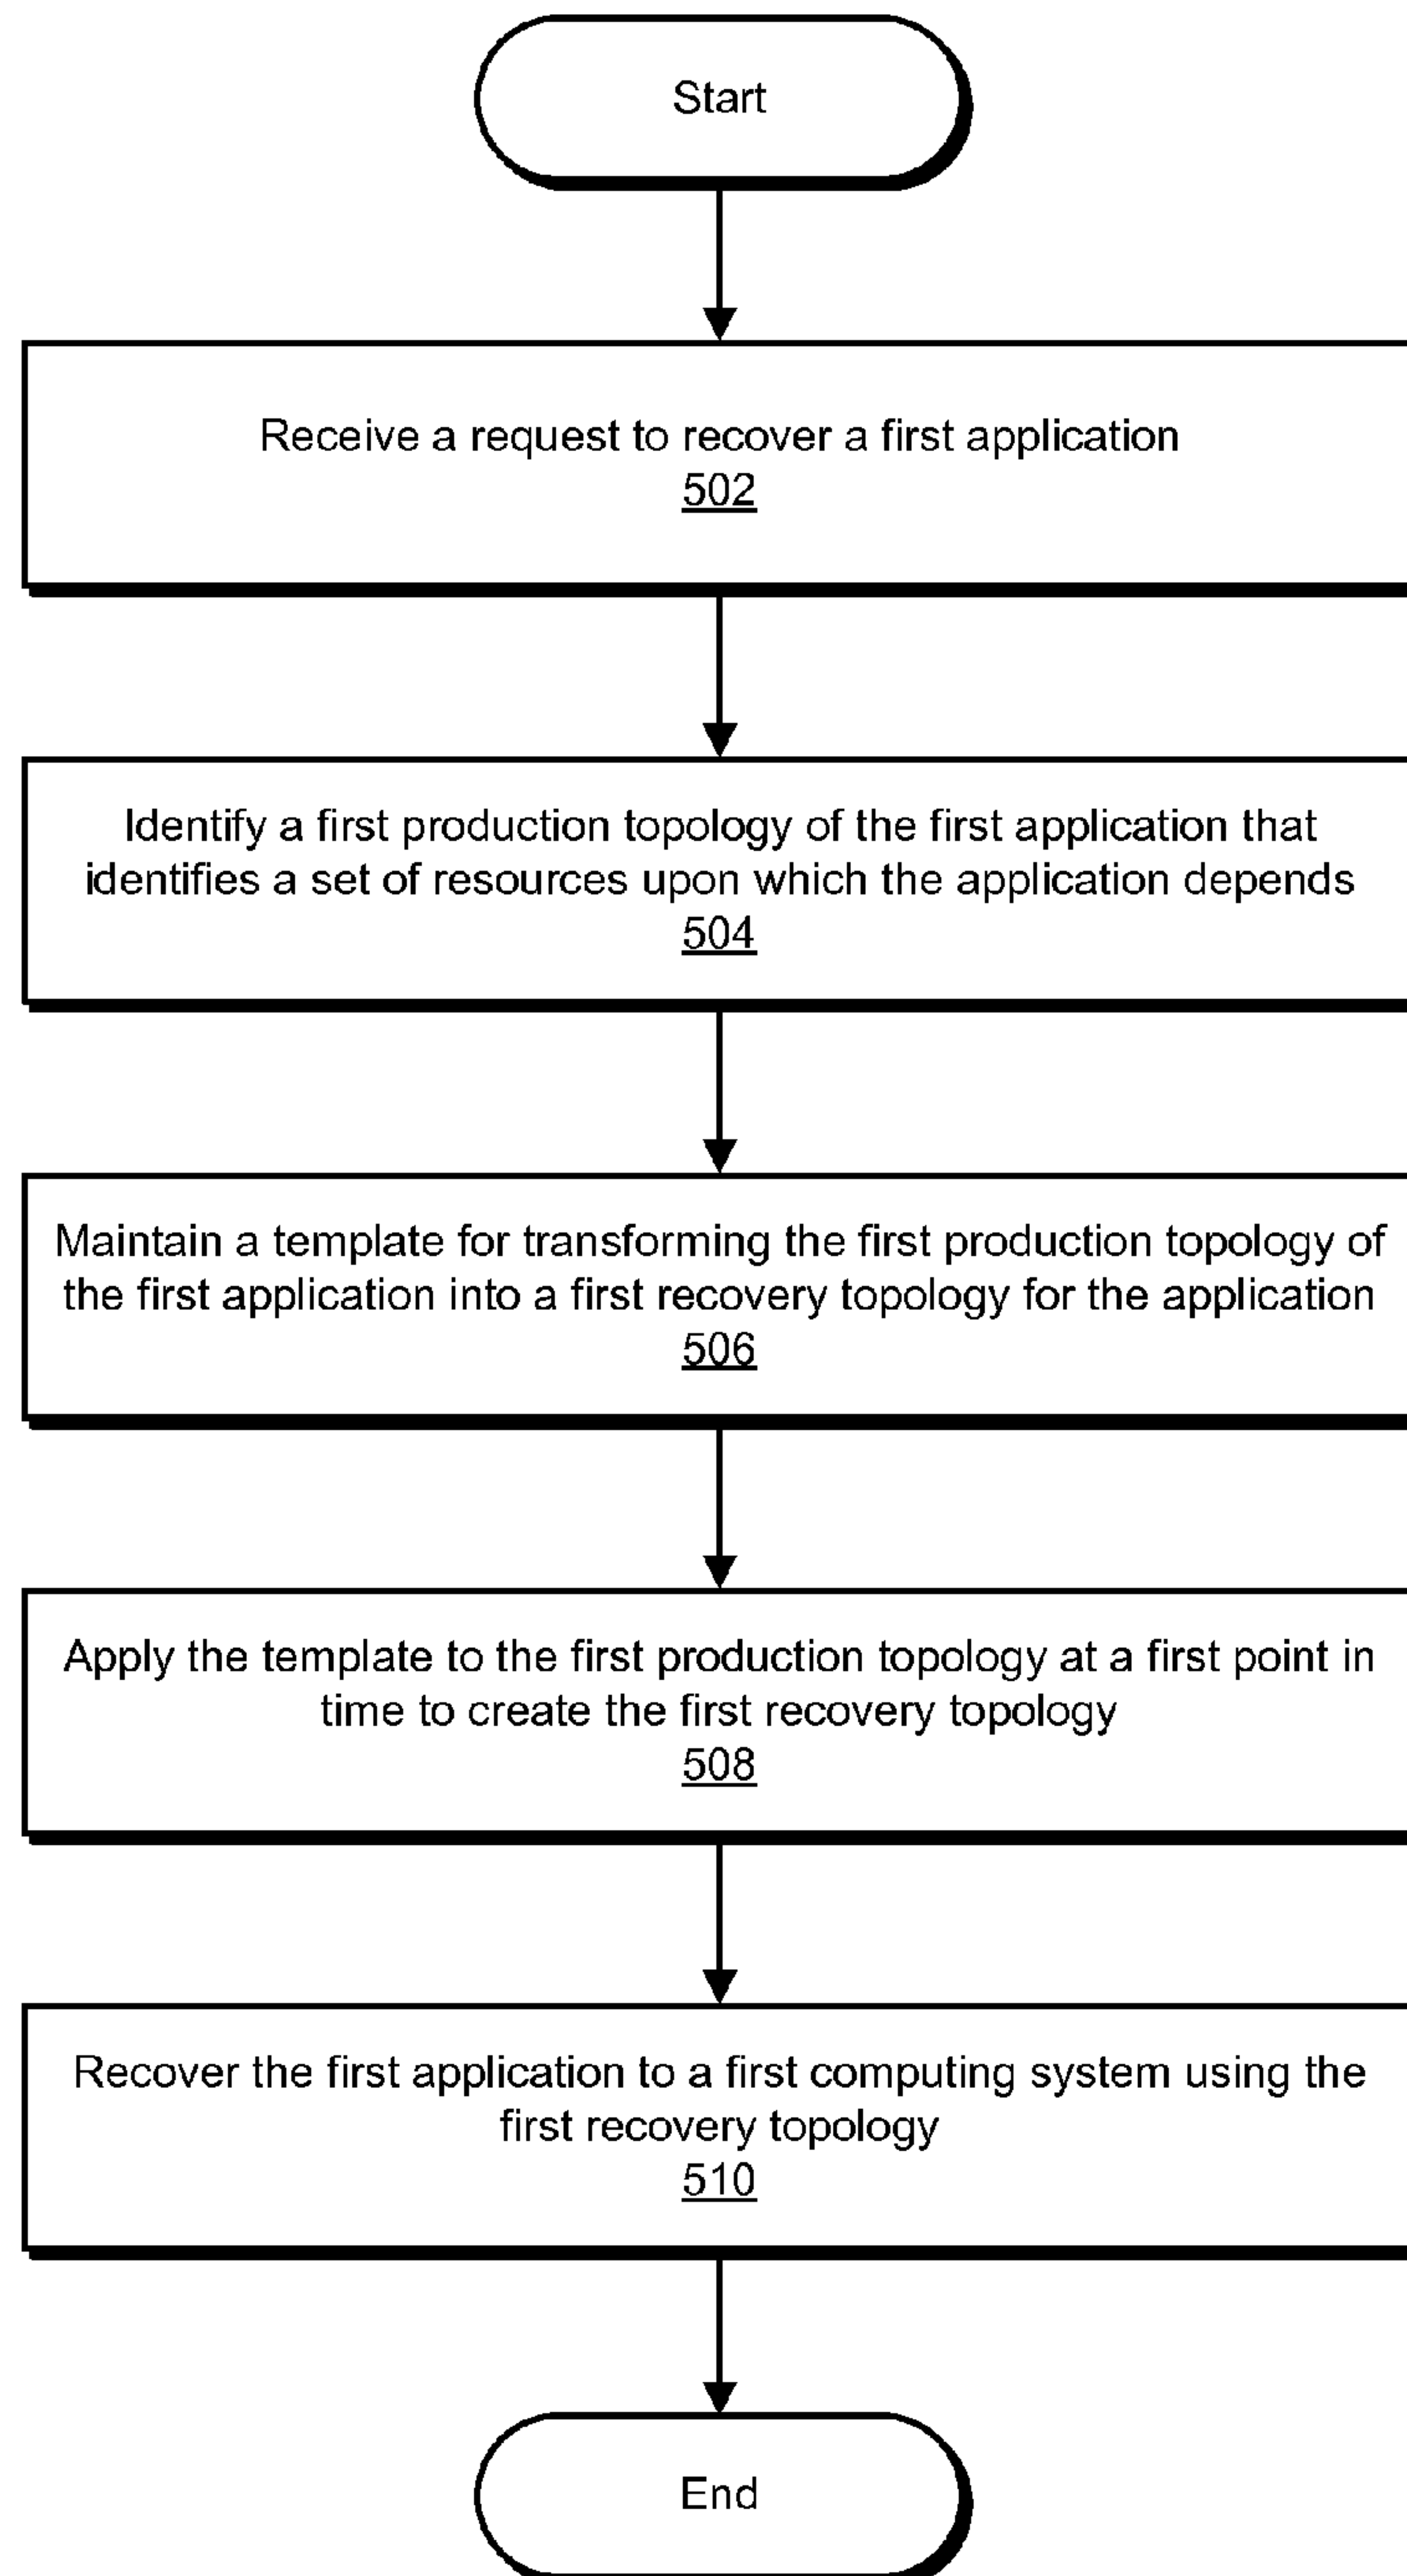 Start
Receive a request to recover a first application
502
Identify a first production topology of the first application that
identifies a set of resources upon which the application depends
504
Maintain a template for transforming the first production topology of
the first application into a first recovery topology for the application
506
Apply the template to the first production topology at a first point in
time to create the first recovery topology
508
Recover the first application to a first computing system using the
first recovery topology
510
End